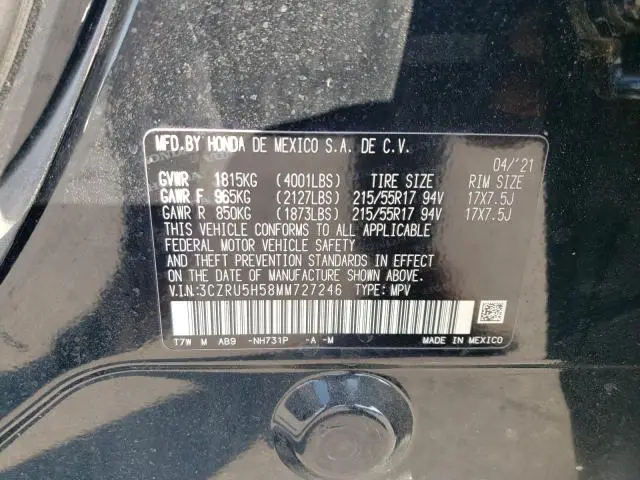 MFD.BY HONDA DE MEXICO S.A. DE C.V.
04/'21
GVWR 1815KG (4001LBS) TIRE SIZE RIM SIZE
GAWR F 965KG (2127LBS) 215/55R17 94V 17X7.5J
GAWR R 850KG (1873LBS) 215/55R17 94V 17X7.5J
THIS VEHICLE CONFORMS TO ALL APPLICABLE
FEDERAL MOTOR VEHICLE SAFETY
AND THEFT PREVENTION STANDARDS IN EFFECT
ON THE DATE OF MANUFACTURE SHOWN ABOVE.
V.I.N:3CZRU5H58MM727246 TYPE: MPV
T7W M AB9 -NH731P -A -M
MADE IN MEXICO